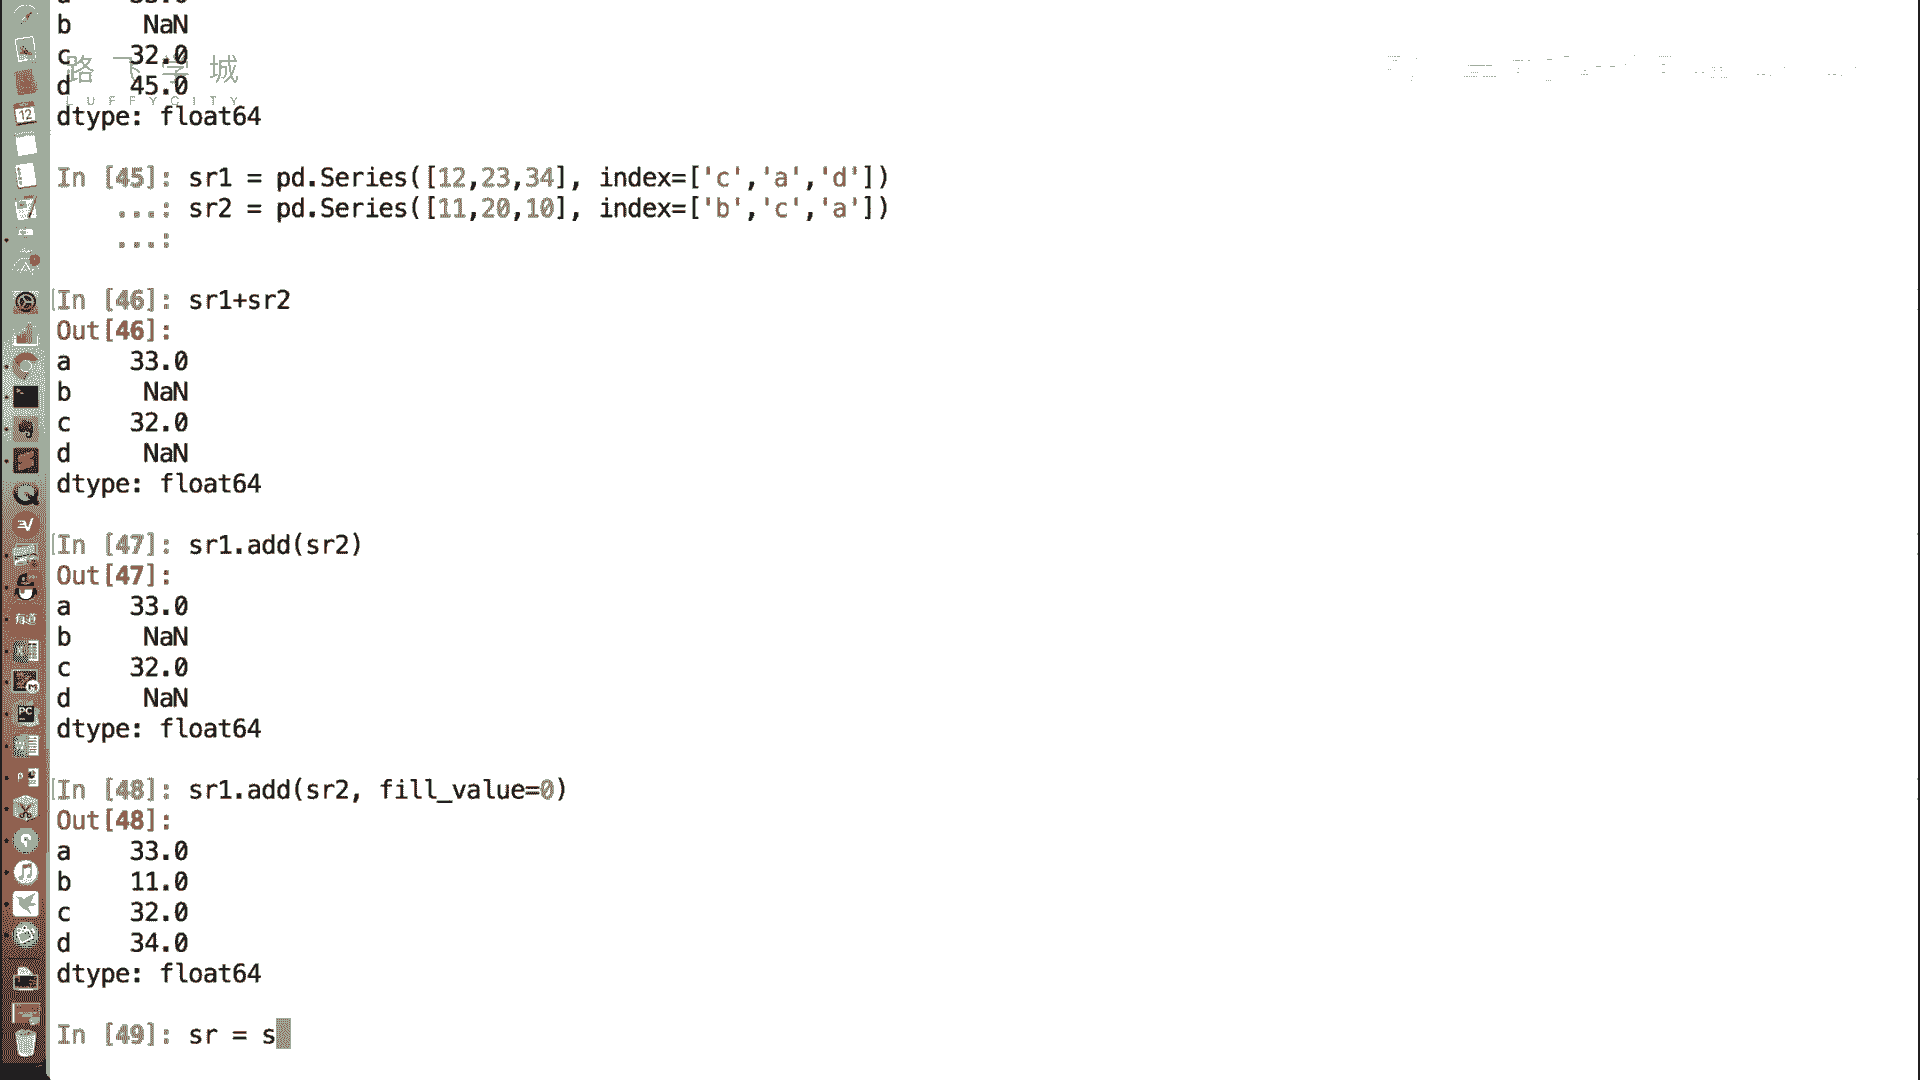 b     NaN
c    32.0
d    45.0
dtype: float64
路飞学城
LUFFYCITY
In [45]: sr1 = pd.Series([12,23,34], index=['c','a','d'])
    ...: sr2 = pd.Series([11,20,10], index=['b','c','a'])
    ...:
In [46]: sr1+sr2
Out[46]:
a    33.0
b     NaN
c    32.0
d     NaN
dtype: float64
In [47]: sr1.add(sr2)
Out[47]:
a    33.0
b     NaN
c    32.0
d     NaN
dtype: float64
In [48]: sr1.add(sr2, fill_value=0)
Out[48]:
a    33.0
b    11.0
c    32.0
d    34.0
dtype: float64
In [49]: sr = s